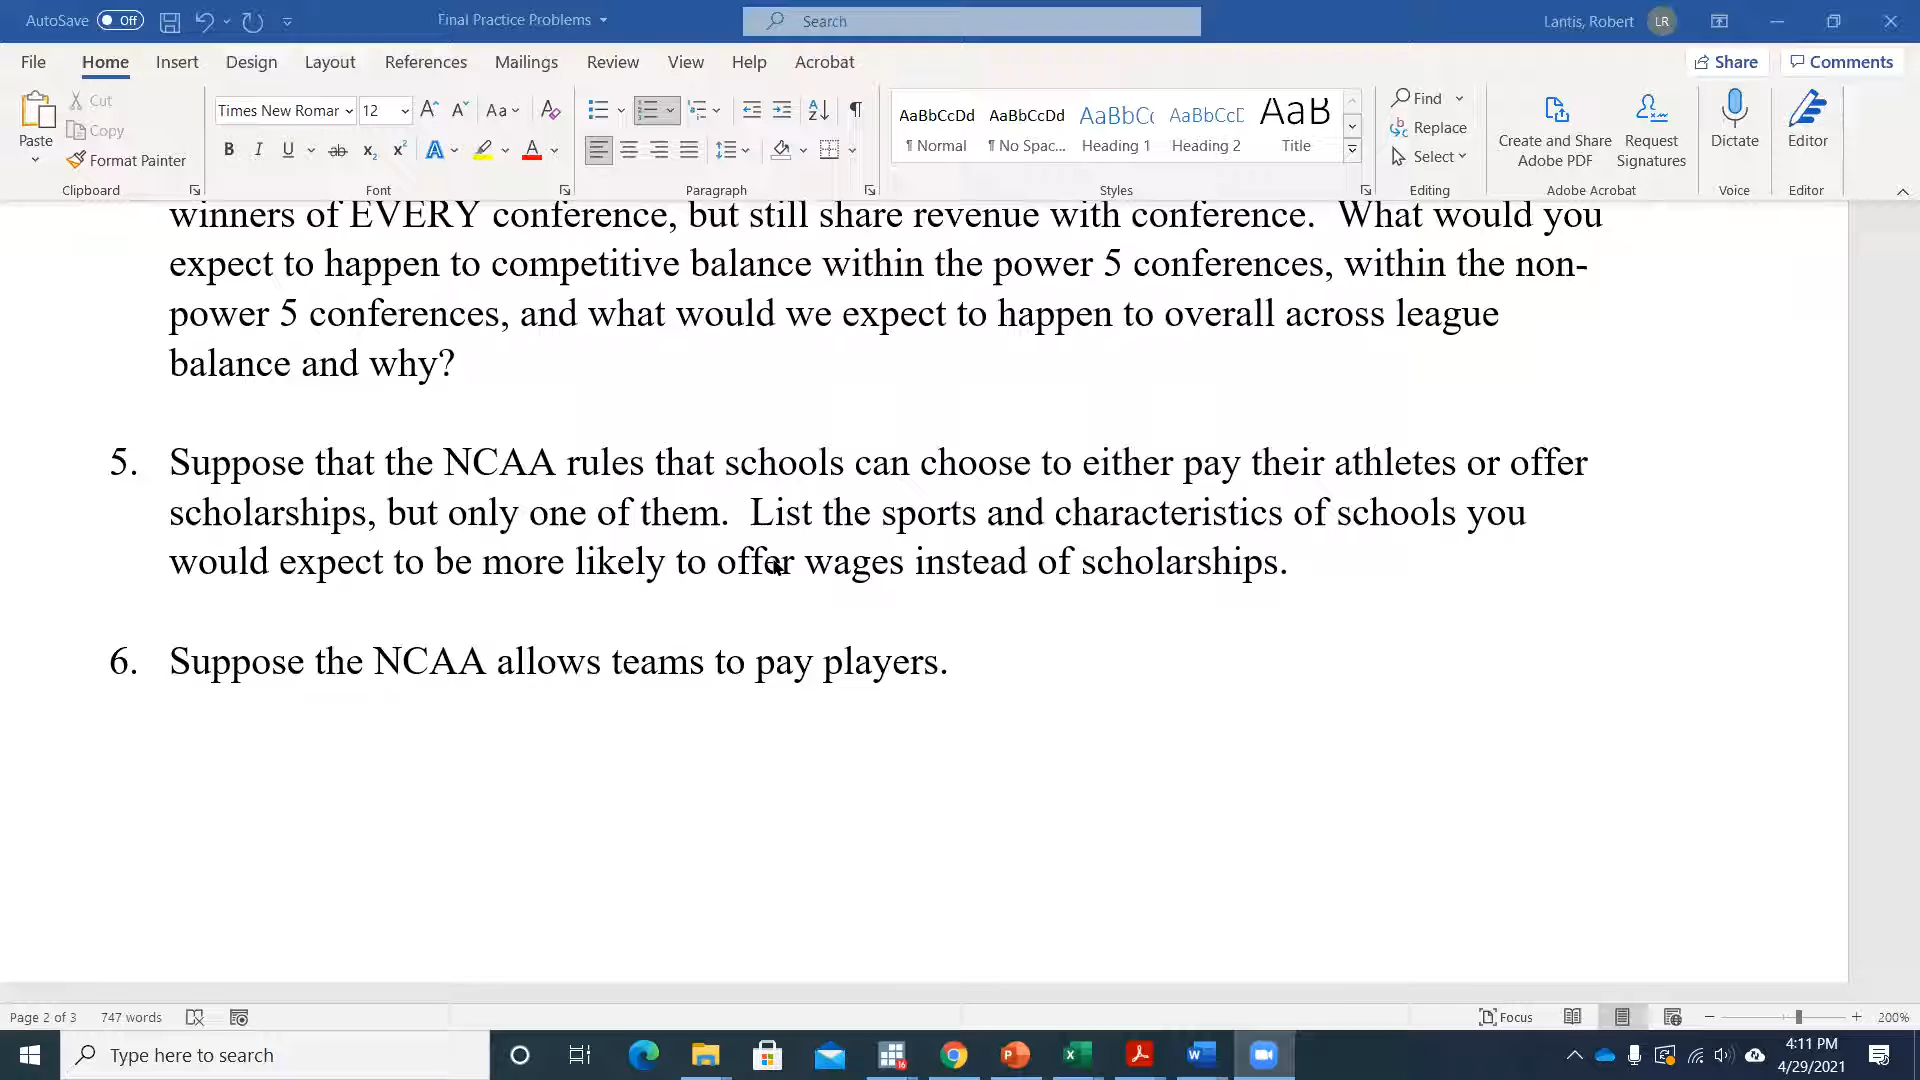 AutoSave Off Final Practice Problems Search Lantis, Robert LR
File Home Insert Design Layout References Mailings Review View Help Acrobat Share Comments
Paste Cut Copy Format Painter
Times New Romar 12 Aa
B I U ab x₂ x² A A
AaBbCcDd AaBbCcDd AaBbCc AaBbCcD AaB
¶ Normal ¶ No Spac... Heading 1 Heading 2 Title
Find
Replace
Select
Create and Share Adobe PDF
Request Signatures
Dictate
Editor
Clipboard Font Paragraph Styles Editing Adobe Acrobat Voice Editor
winners of EVERY conference, but still share revenue with conference. What would you
expect to happen to competitive balance within the power 5 conferences, within the non-
power 5 conferences, and what would we expect to happen to overall across league
balance and why?
5. Suppose that the NCAA rules that schools can choose to either pay their athletes or offer
scholarships, but only one of them. List the sports and characteristics of schools you
would expect to be more likely to offer wages instead of scholarships.
6. Suppose the NCAA allows teams to pay players.
Page 2 of 3 747 words Focus 200%
Type here to search
4:11 PM
4/29/2021